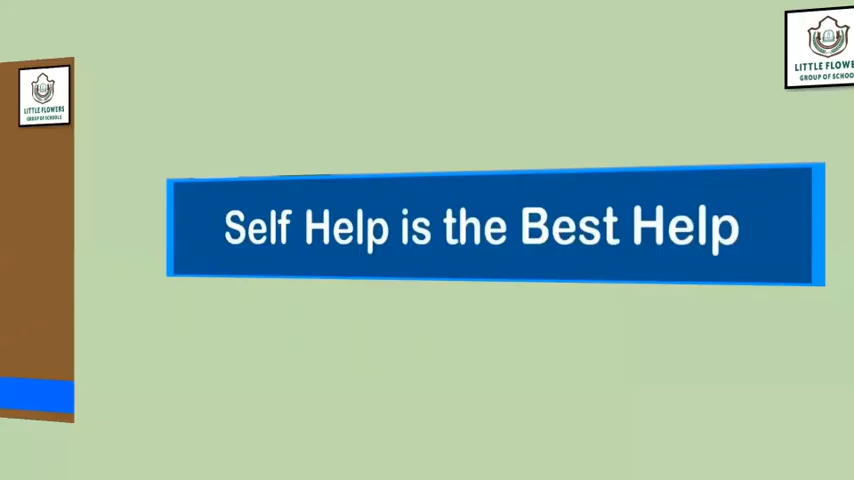 LITTLE FLOWERS
GROUP OF SCHOOLS
Self Help is the Best Help
LITTLE FLOWE
GROUP OF SCHOO